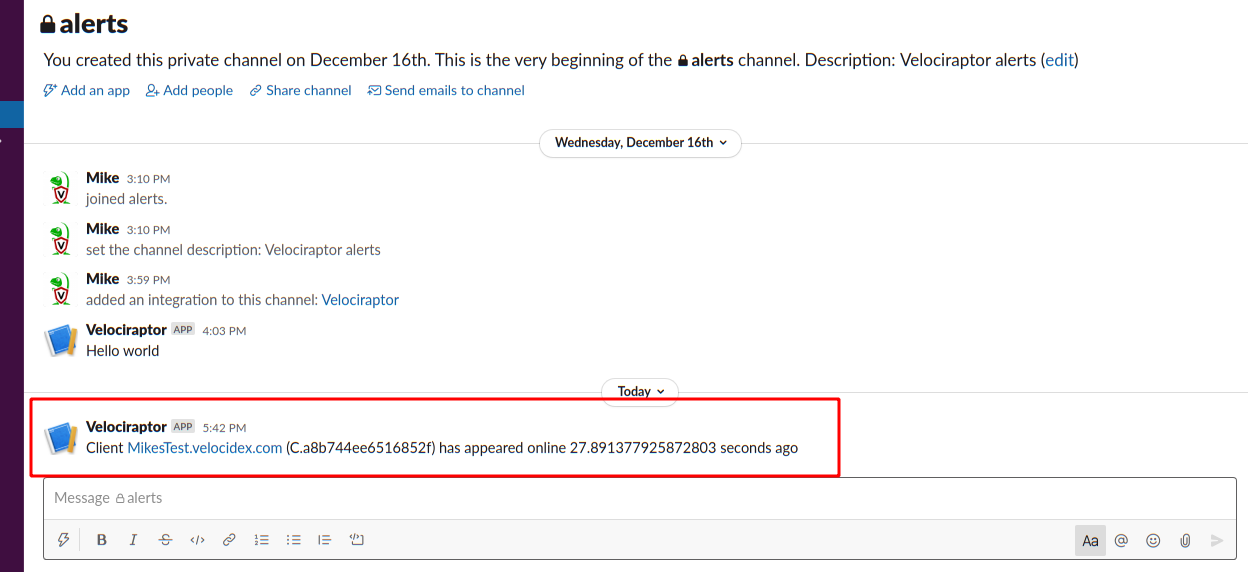 alerts
You created this private channel on December 16th. This is the very beginning of the alerts channel. Description: Velociraptor alerts (edit)
Add an app Add people Share channel Send emails to channel
Wednesday, December 16th
Mike 3:10 PM
joined alerts.
Mike 3:10 PM
set the channel description: Velociraptor alerts
Mike 3:59 PM
added an integration to this channel: Velociraptor
Velociraptor APP 4:03 PM
Hello world
Today
Velociraptor APP 5:42 PM
Client MikesTest.velocidex.com (C.a8b744ee6516852f) has appeared online 27.891377925872803 seconds ago
Message alerts
B I S </> Aa @